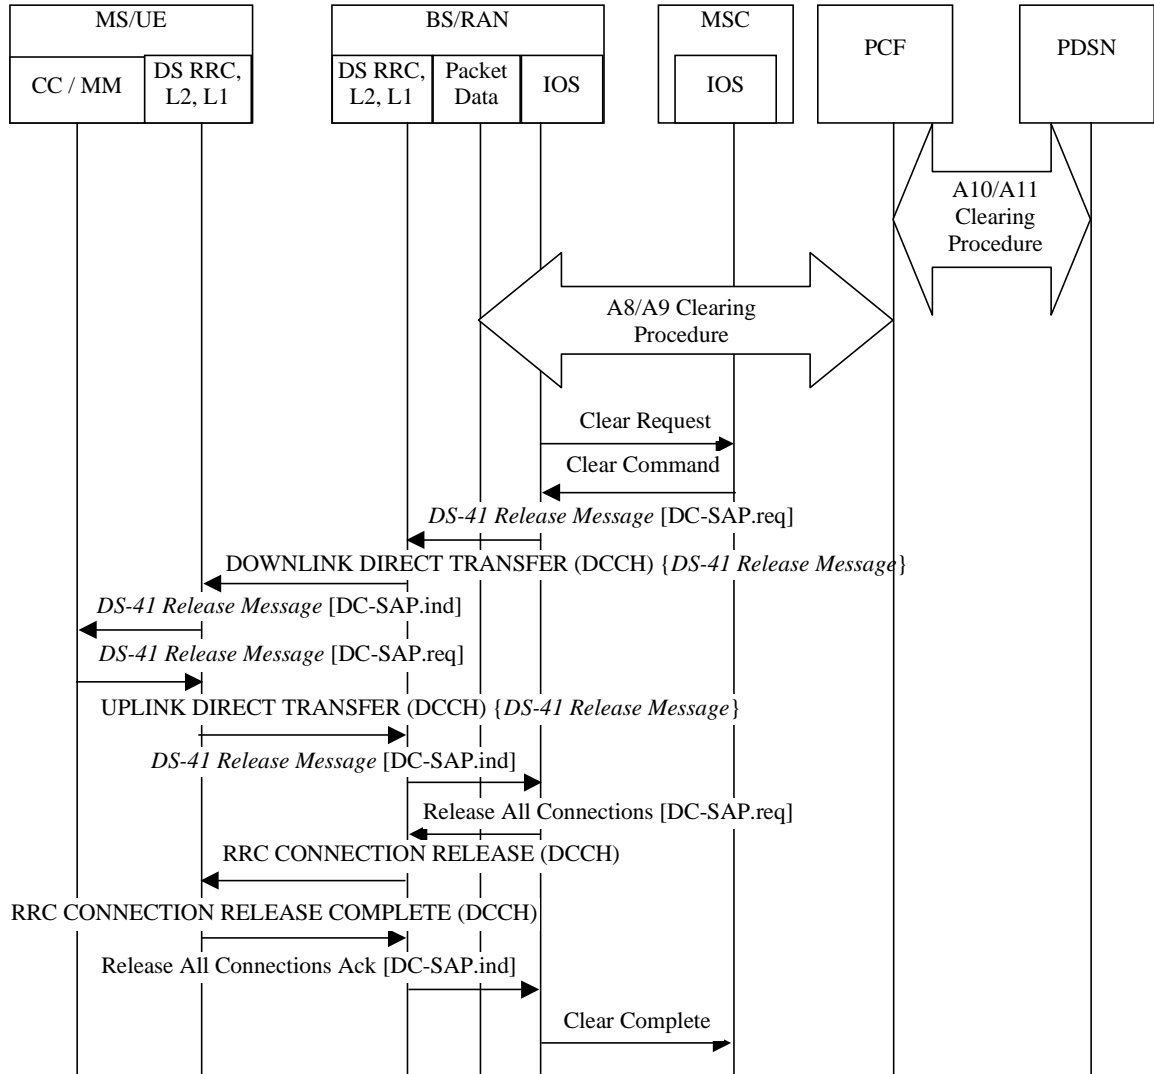 MS/UE
BS/RAN
MSC
PCF
PDSN
CC / MM
DS RRC,
L2, L1
DS RRC,
L2, L1
Packet
Data
IOS
IOS
A10/A11
Clearing
Procedure
A8/A9 Clearing
Procedure
Clear Request
Clear Command
DS-41 Release Message [DC-SAP.req]
DOWNLINK DIRECT TRANSFER (DCCH) {DS-41 Release Message}
DS-41 Release Message [DC-SAP.ind]
DS-41 Release Message [DC-SAP.req]
UPLINK DIRECT TRANSFER (DCCH) {DS-41 Release Message}
DS-41 Release Message [DC-SAP.ind]
Release All Connections [DC-SAP.req]
RRC CONNECTION RELEASE (DCCH)
RRC CONNECTION RELEASE COMPLETE (DCCH)
Release All Connections Ack [DC-SAP.ind]
Clear Complete